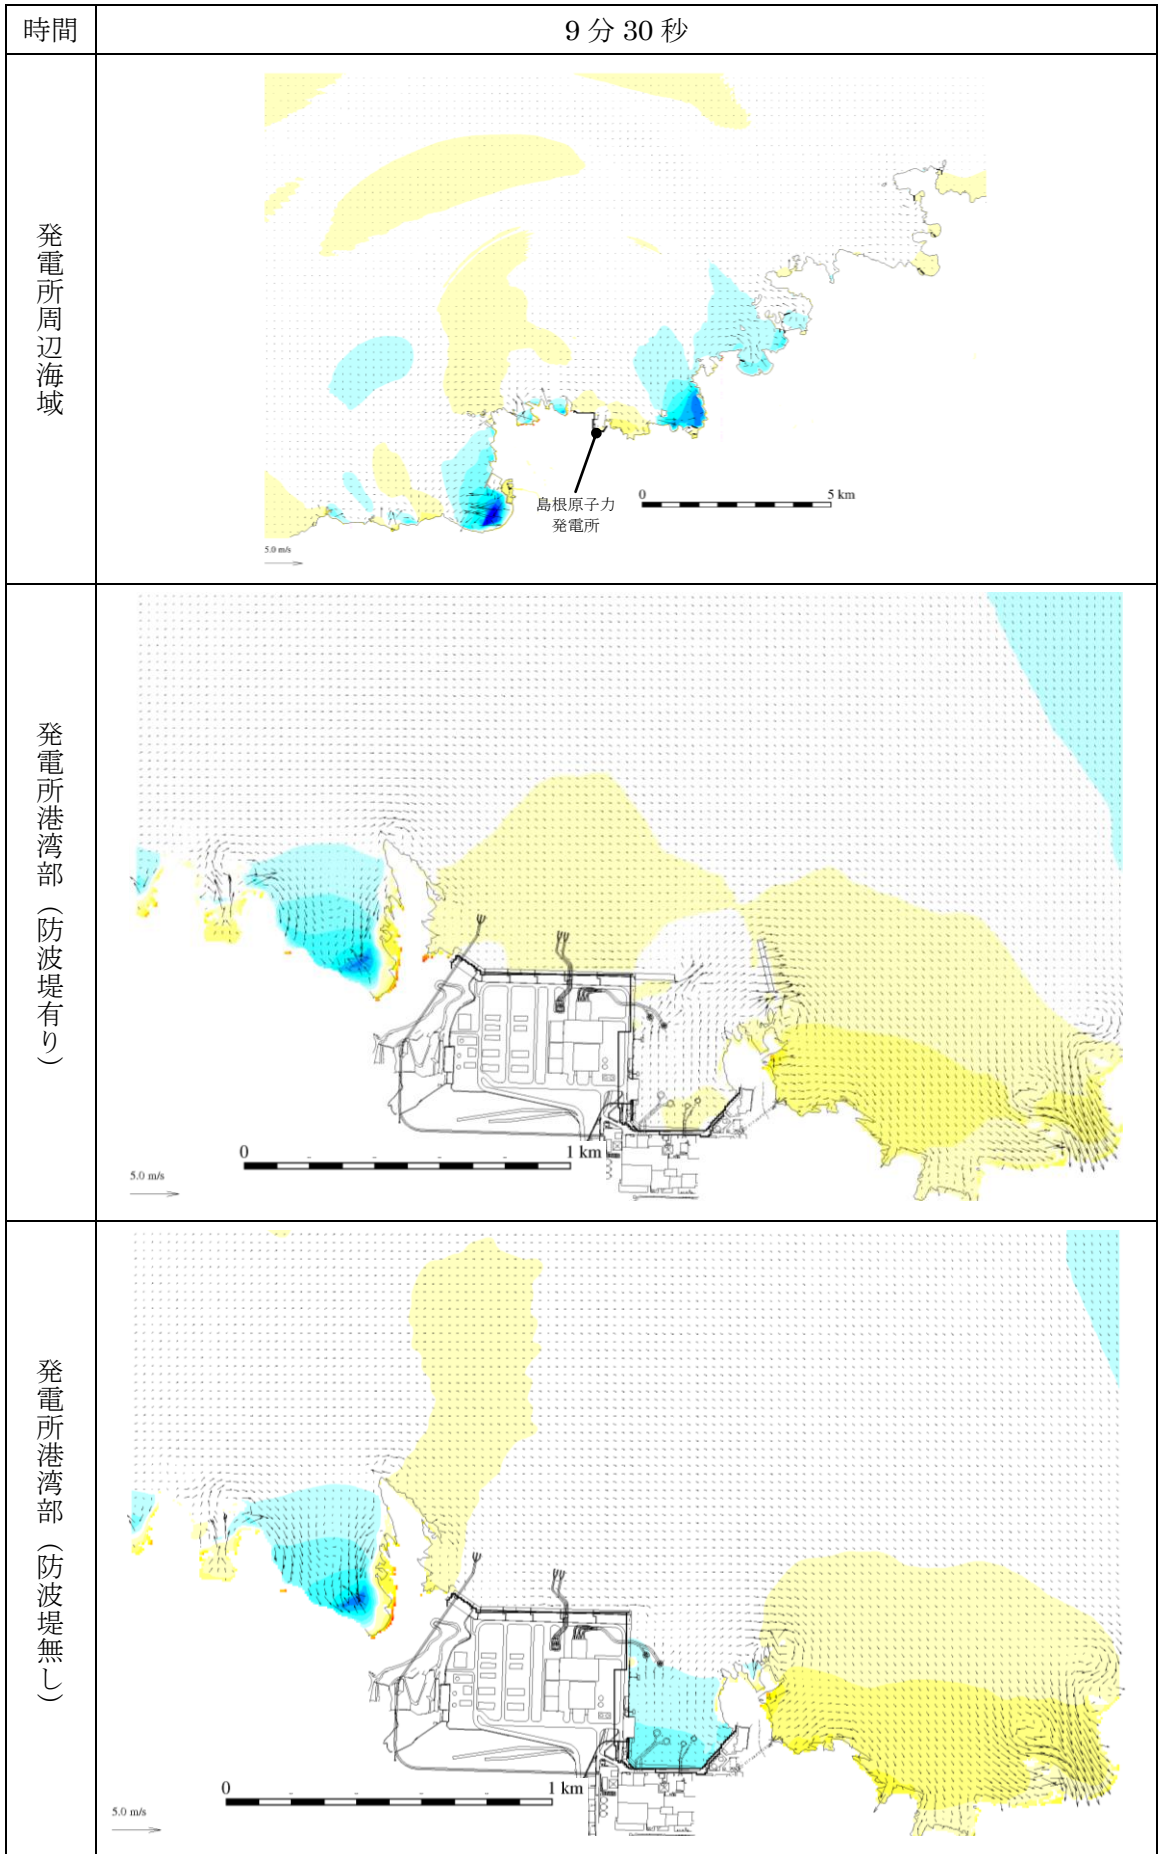 時間
9分30秒
発電所周辺海域
島根原子力
発電所
0
5 km
5.0 m/s
発電所港湾部（防波堤有り）
0
1 km
5.0 m/s
発電所港湾部（防波堤無し）
0
1 km
5.0 m/s